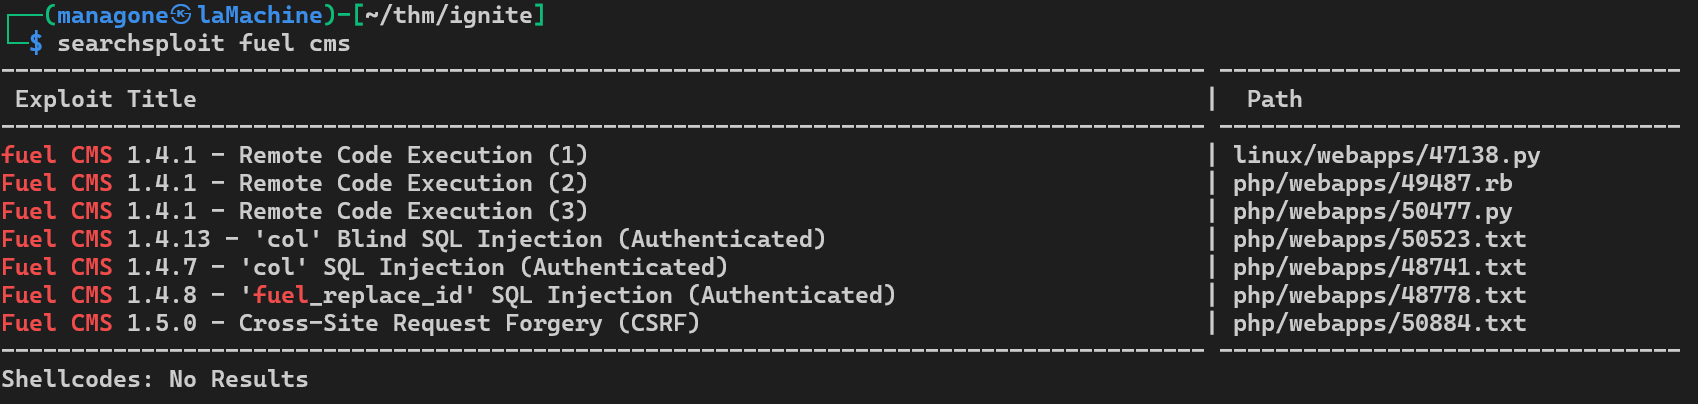 ┌──(managone㉿laMachine)-[~/thm/ignite]
└─$ searchsploit fuel cms
------------------------------------------------------------------------------------- ---------------------------------
 Exploit Title                                                                       |  Path
------------------------------------------------------------------------------------- ---------------------------------
fuel CMS 1.4.1 - Remote Code Execution (1)                                           | linux/webapps/47138.py
Fuel CMS 1.4.1 - Remote Code Execution (2)                                           | php/webapps/49487.rb
Fuel CMS 1.4.1 - Remote Code Execution (3)                                           | php/webapps/50477.py
Fuel CMS 1.4.13 - 'col' Blind SQL Injection (Authenticated)                          | php/webapps/50523.txt
Fuel CMS 1.4.7 - 'col' SQL Injection (Authenticated)                                 | php/webapps/48741.txt
Fuel CMS 1.4.8 - 'fuel_replace_id' SQL Injection (Authenticated)                     | php/webapps/48778.txt
Fuel CMS 1.5.0 - Cross-Site Request Forgery (CSRF)                                   | php/webapps/50884.txt
------------------------------------------------------------------------------------- ---------------------------------
Shellcodes: No Results